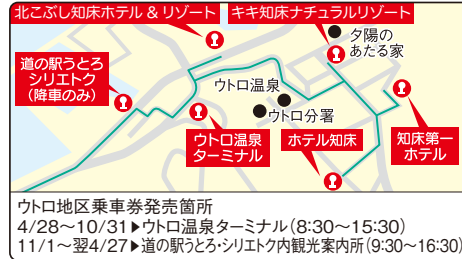 北こぶし知床ホテル & リゾート
キキ知床ナチュラルリゾート
夕陽の
あたる家
道の駅うとろ
シリエトク
(降車のみ)
ウトロ温泉
ウトロ分署
ウトロ温泉
ターミナル
ホテル知床
知床第一
ホテル
ウトロ地区乗車券発売箇所
4/28〜10/31▶ウトロ温泉ターミナル(8:30〜15:30)
11/1〜翌4/27▶道の駅うとろ・シリエトク内観光案内所(9:30〜16:30)